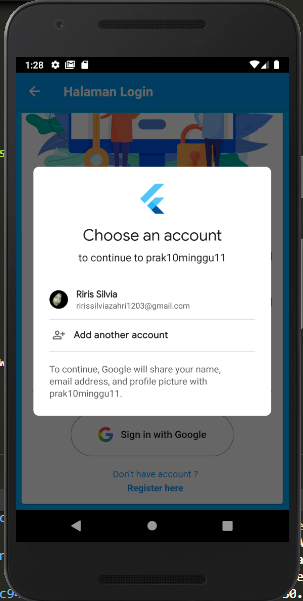 1:28
Halaman Login
Choose an account
to continue to prak10minggu11
Riris Silvia
ririssilviazahri1203@gmail.com
Add another account
To continue, Google will share your name,
email address, and profile picture with
prak10minggu11.
Sign in with Google
Don't have account ?
Register here